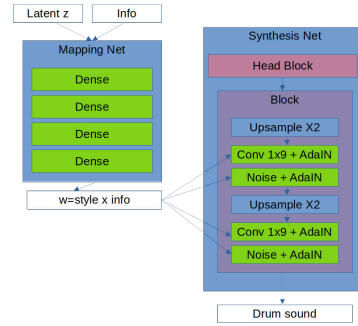 Latent z
Info
Mapping Net
Dense
Dense
Dense
Dense
w=style x info
Synthesis Net
Head Block
Block
Upsample X2
Conv 1x9 + AdaIN
Noise + AdaIN
Upsample X2
Conv 1x9 + AdaIN
Noise + AdaIN
Drum sound